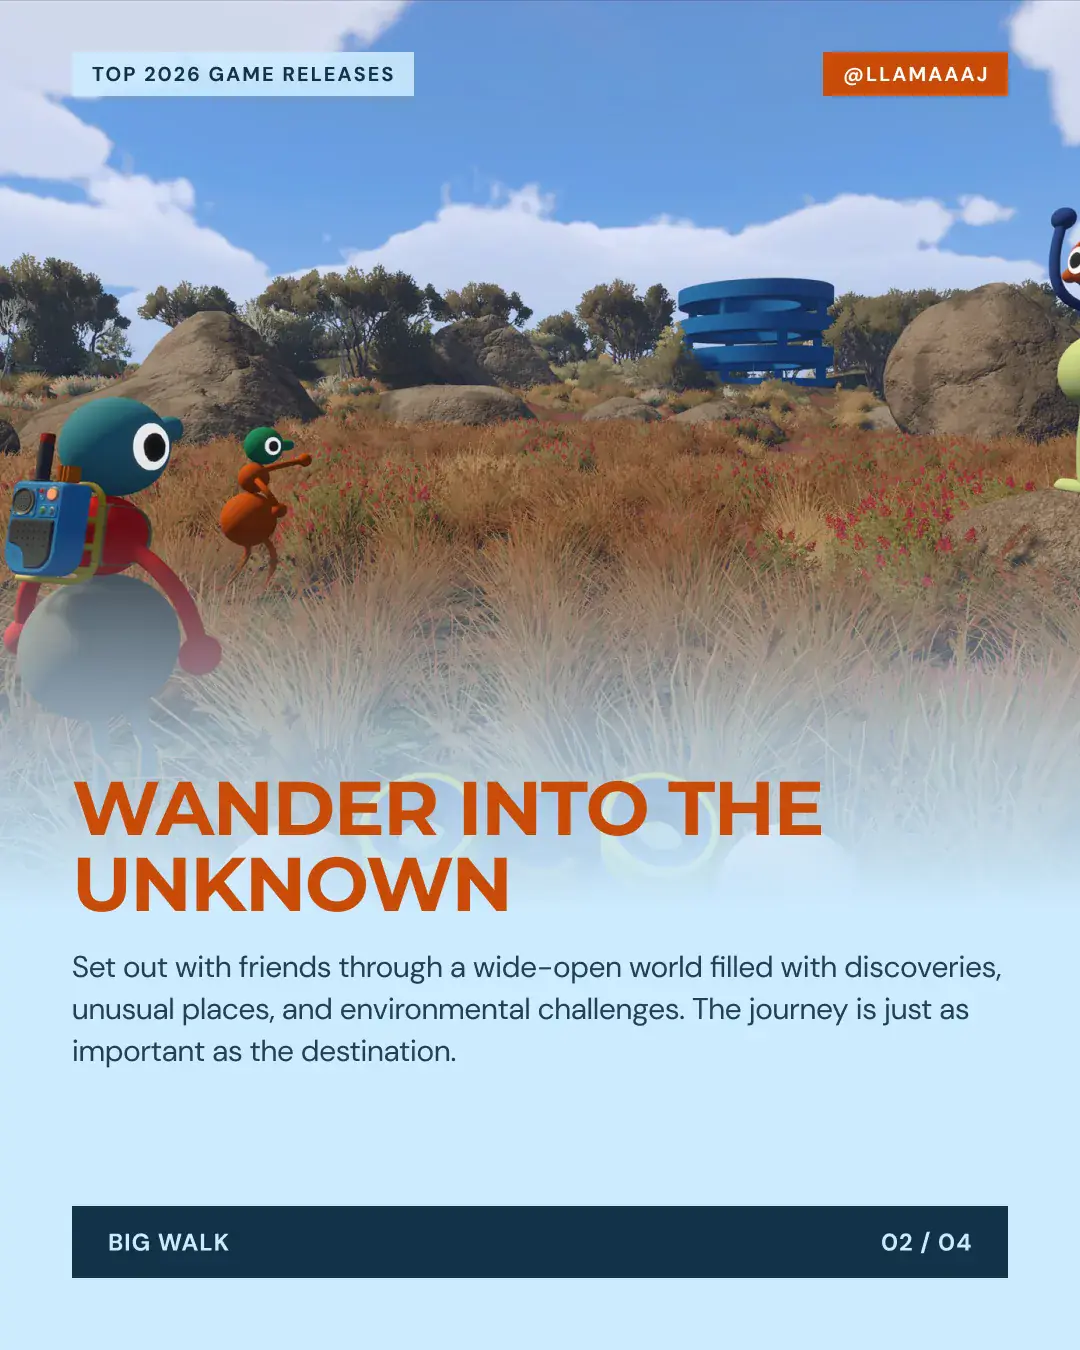 TOP 2026 GAME RELEASES
@LLAMAAAJ
WANDER INTO THE
UNKNOWN
Set out with friends through a wide-open world filled with discoveries,
unusual places, and environmental challenges. The journey is just as
important as the destination.
BIG WALK
02 / 04